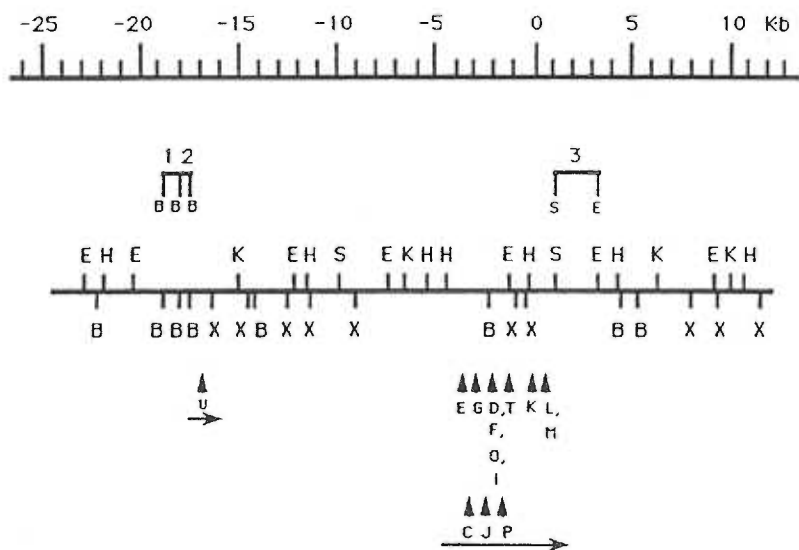 -25 -20 -15 -10 -5 0 5 10 Kb
1 2 3
B B B S E
E H E K E H S E K H H E H S E H K E K H
B B B B X X B X X X B X X B B X X X
U E G D,T K L,
F, M
O,
I
C J P